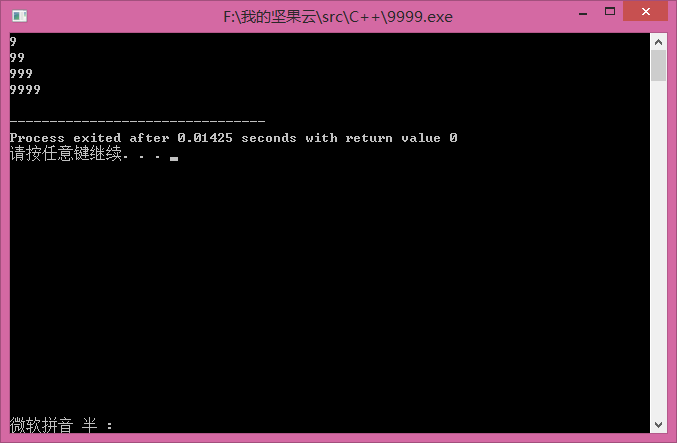 F:\我的坚果云\src\C++\9999.exe
9
99
999
9999
--------------------------------
Process exited after 0.01425 seconds with return value 0
请按任意键继续. . .
微软拼音 半 :